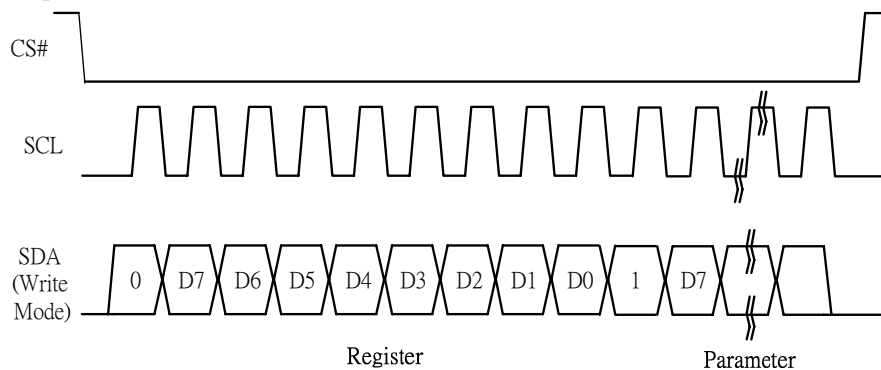 CS#
SCL
SDA
(Write
Mode)
0 D7 D6 D5 D4 D3 D2 D1 D0 1 D7
Register Parameter